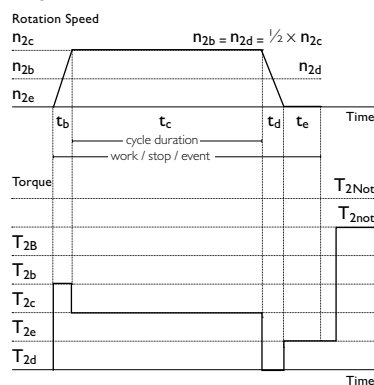 Rotation Speed
n2c
n2b = n2d = ½ × n2c
n2b
n2d
n2e
tb
tc
td
te
Time
cycle duration
work / stop / event
Torque
T2Not
T2not
T2B
T2b
T2c
T2e
T2d
Time